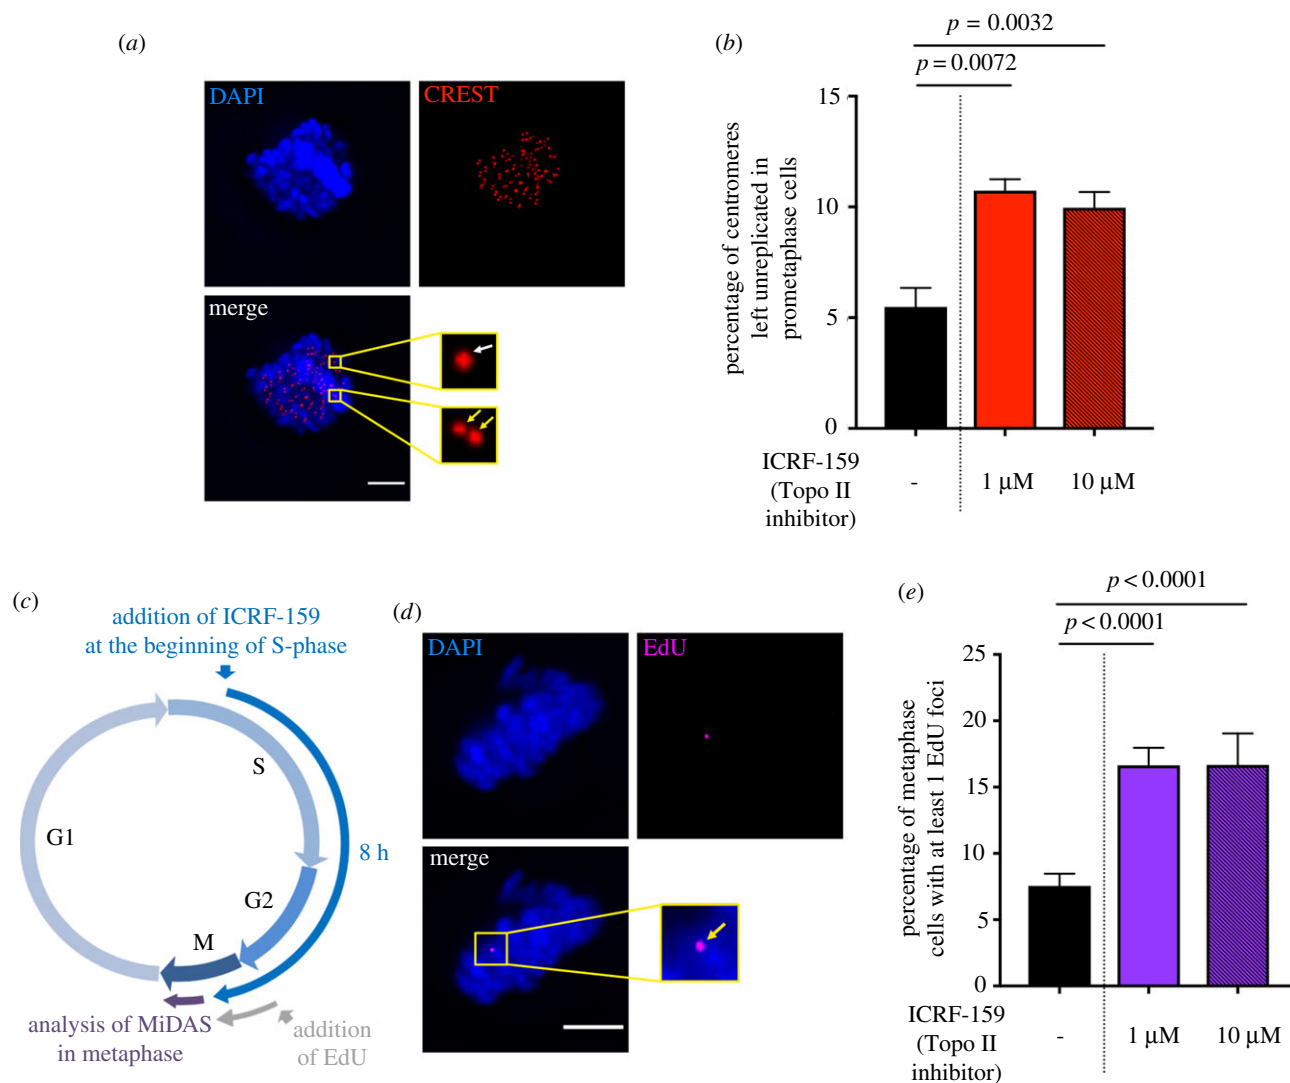 (a)
DAPI
CREST
merge
(b)
p = 0.0032
p = 0.0072
percentage of centromeres
left unreplicated in
prometaphase cells
15
10
5
0
ICRF-159
(Topo II
inhibitor)
-
1 μM
10 μM
(c)
addition of ICRF-159
at the beginning of S-phase
S
G1
8 h
G2
M
analysis of MiDAS
in metaphase
addition
of EdU
(d)
DAPI
EdU
merge
(e)
p < 0.0001
p < 0.0001
percentage of metaphase
cells with at least 1 EdU foci
25
20
15
10
5
0
ICRF-159
(Topo II
inhibitor)
-
1 μM
10 μM